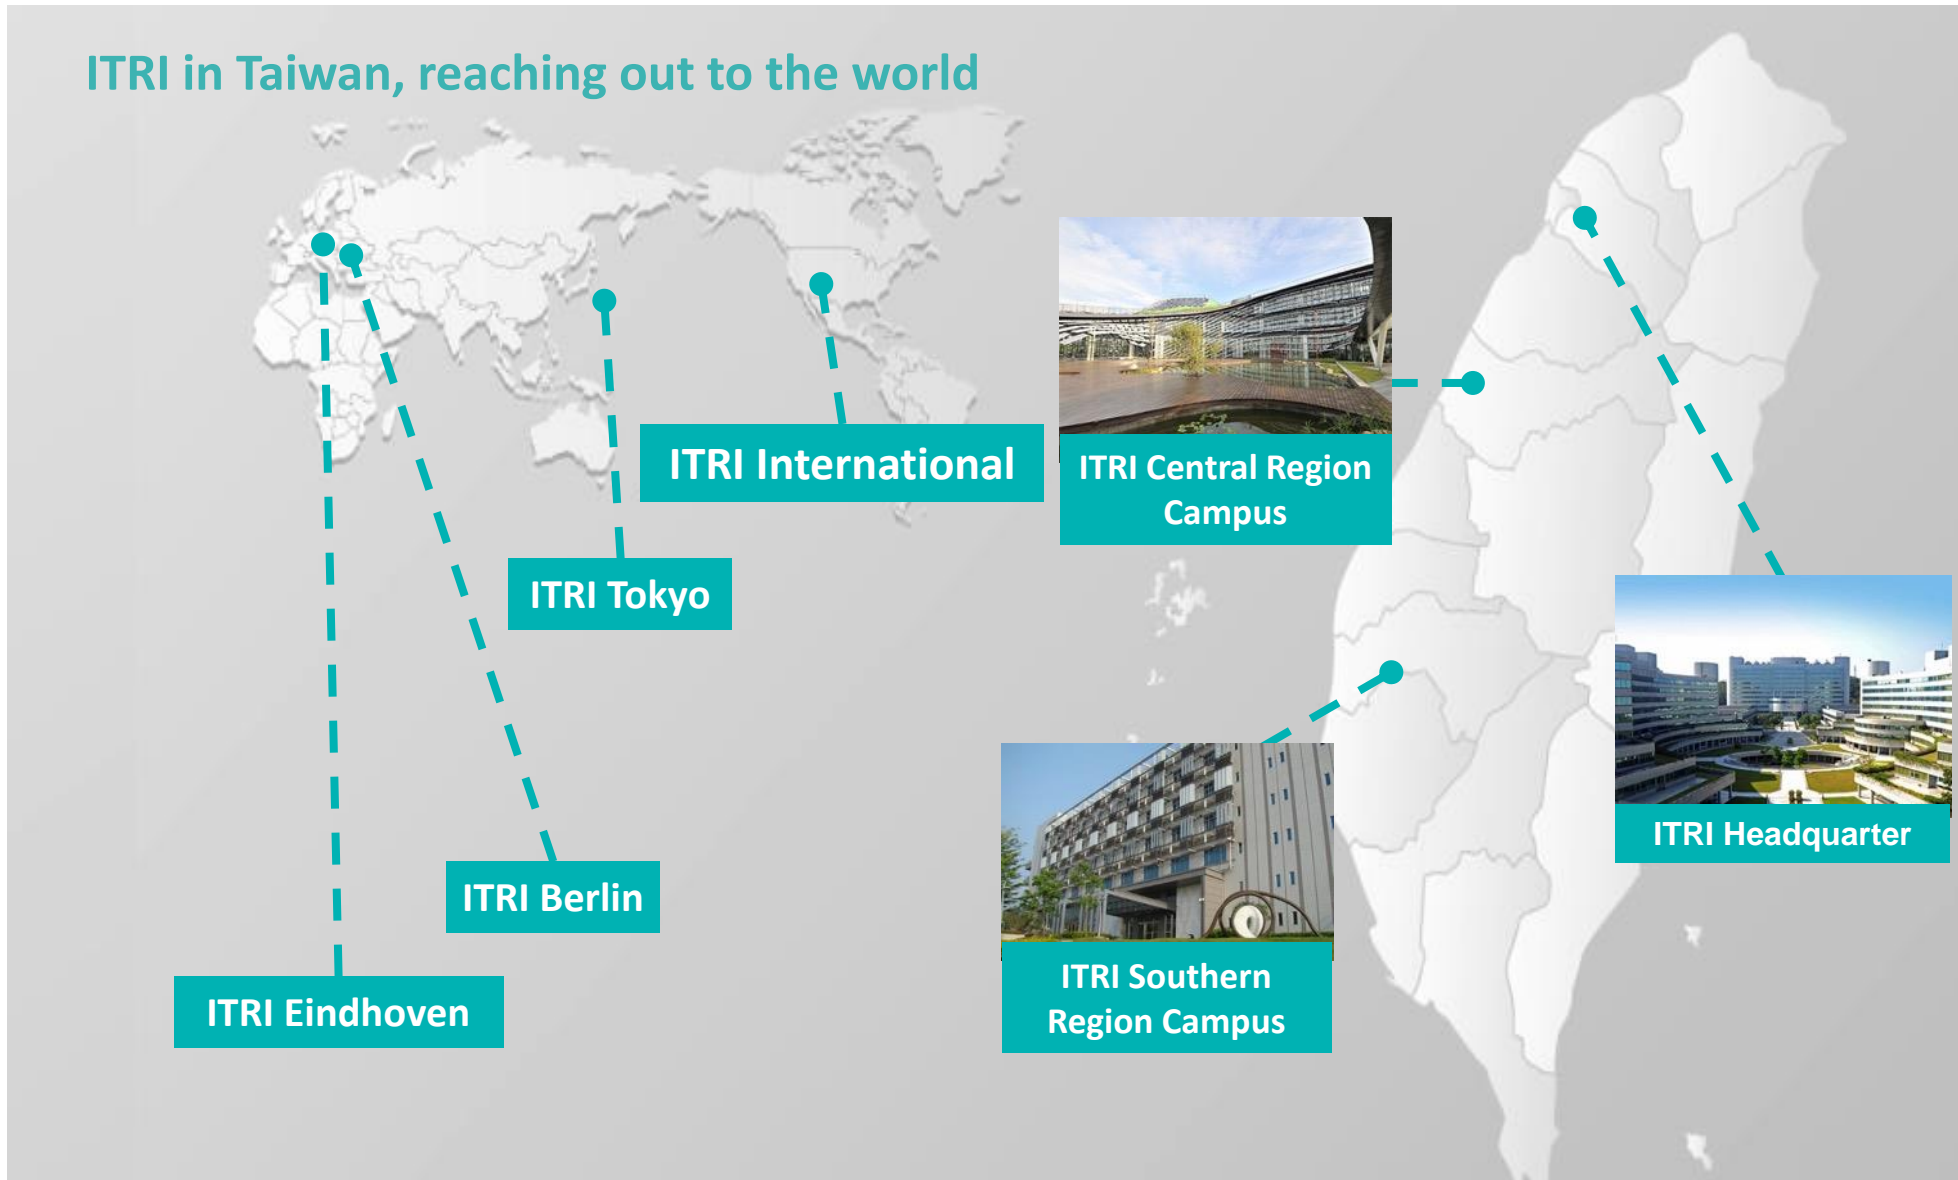 ITRI in Taiwan, reaching out to the world
ITRI International
ITRI Central Region
Campus
ITRI Tokyo
ITRI Headquarter
ITRI Berlin
ITRI Eindhoven
ITRI Southern
Region Campus